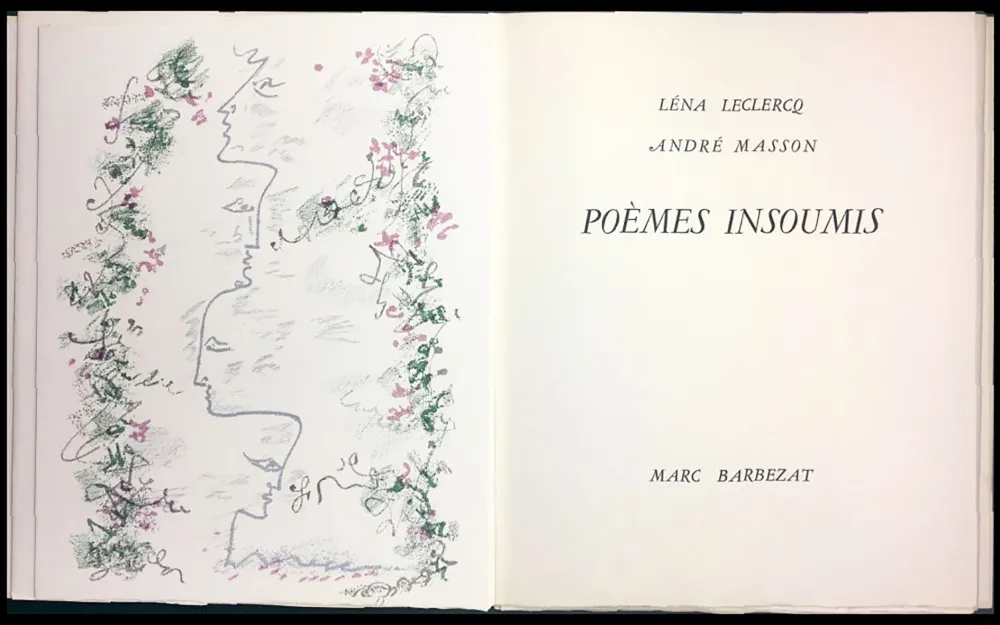 LÉNA LECLERCQ
ANDRÉ MASSON
POÈMES INSOUMIS
MARC BARBEZAT